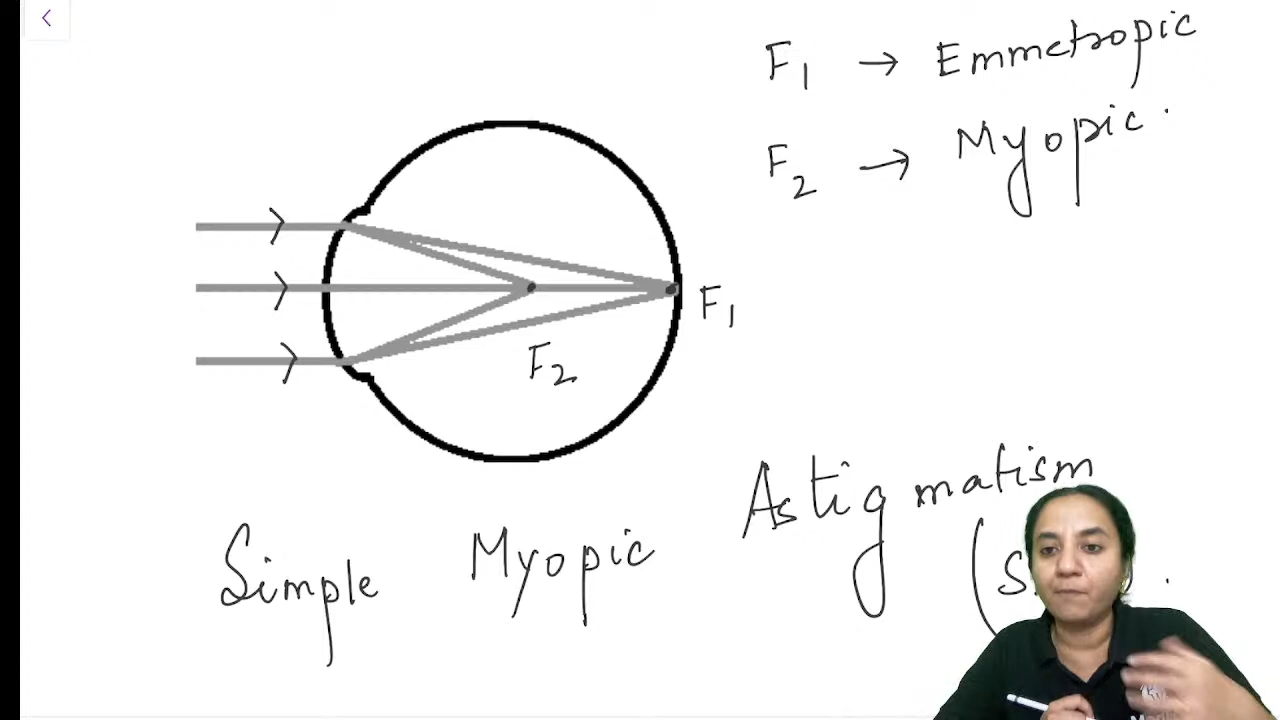 F1 → Emmetropic
F2 → Myopic.
F1
F2
Simple Myopic Astigmatism